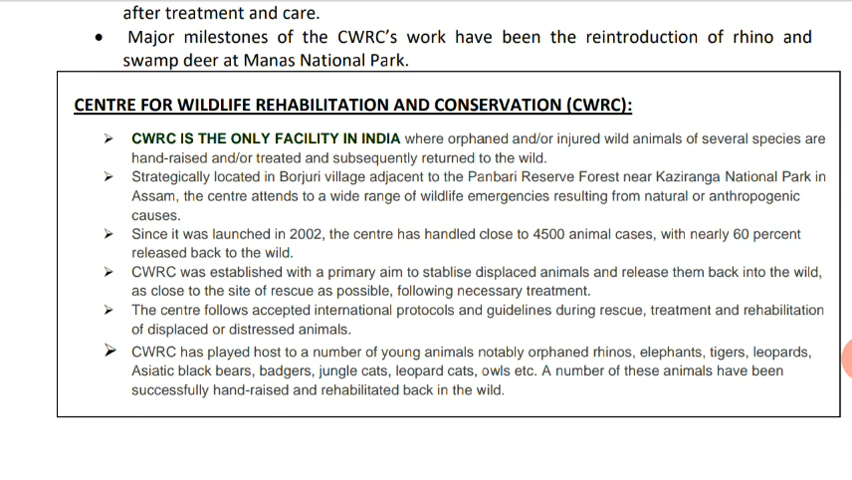 after treatment and care.
• Major milestones of the CWRC’s work have been the reintroduction of rhino and
swamp deer at Manas National Park.
CENTRE FOR WILDLIFE REHABILITATION AND CONSERVATION (CWRC):
➢ CWRC IS THE ONLY FACILITY IN INDIA where orphaned and/or injured wild animals of several species are
hand-raised and/or treated and subsequently returned to the wild.
➢ Strategically located in Borjuri village adjacent to the Panbari Reserve Forest near Kaziranga National Park in
Assam, the centre attends to a wide range of wildlife emergencies resulting from natural or anthropogenic
causes.
➢ Since it was launched in 2002, the centre has handled close to 4500 animal cases, with nearly 60 percent
released back to the wild.
➢ CWRC was established with a primary aim to stablise displaced animals and release them back into the wild,
as close to the site of rescue as possible, following necessary treatment.
➢ The centre follows accepted international protocols and guidelines during rescue, treatment and rehabilitation
of displaced or distressed animals.
➢ CWRC has played host to a number of young animals notably orphaned rhinos, elephants, tigers, leopards,
Asiatic black bears, badgers, jungle cats, leopard cats, owls etc. A number of these animals have been
successfully hand-raised and rehabilitated back in the wild.